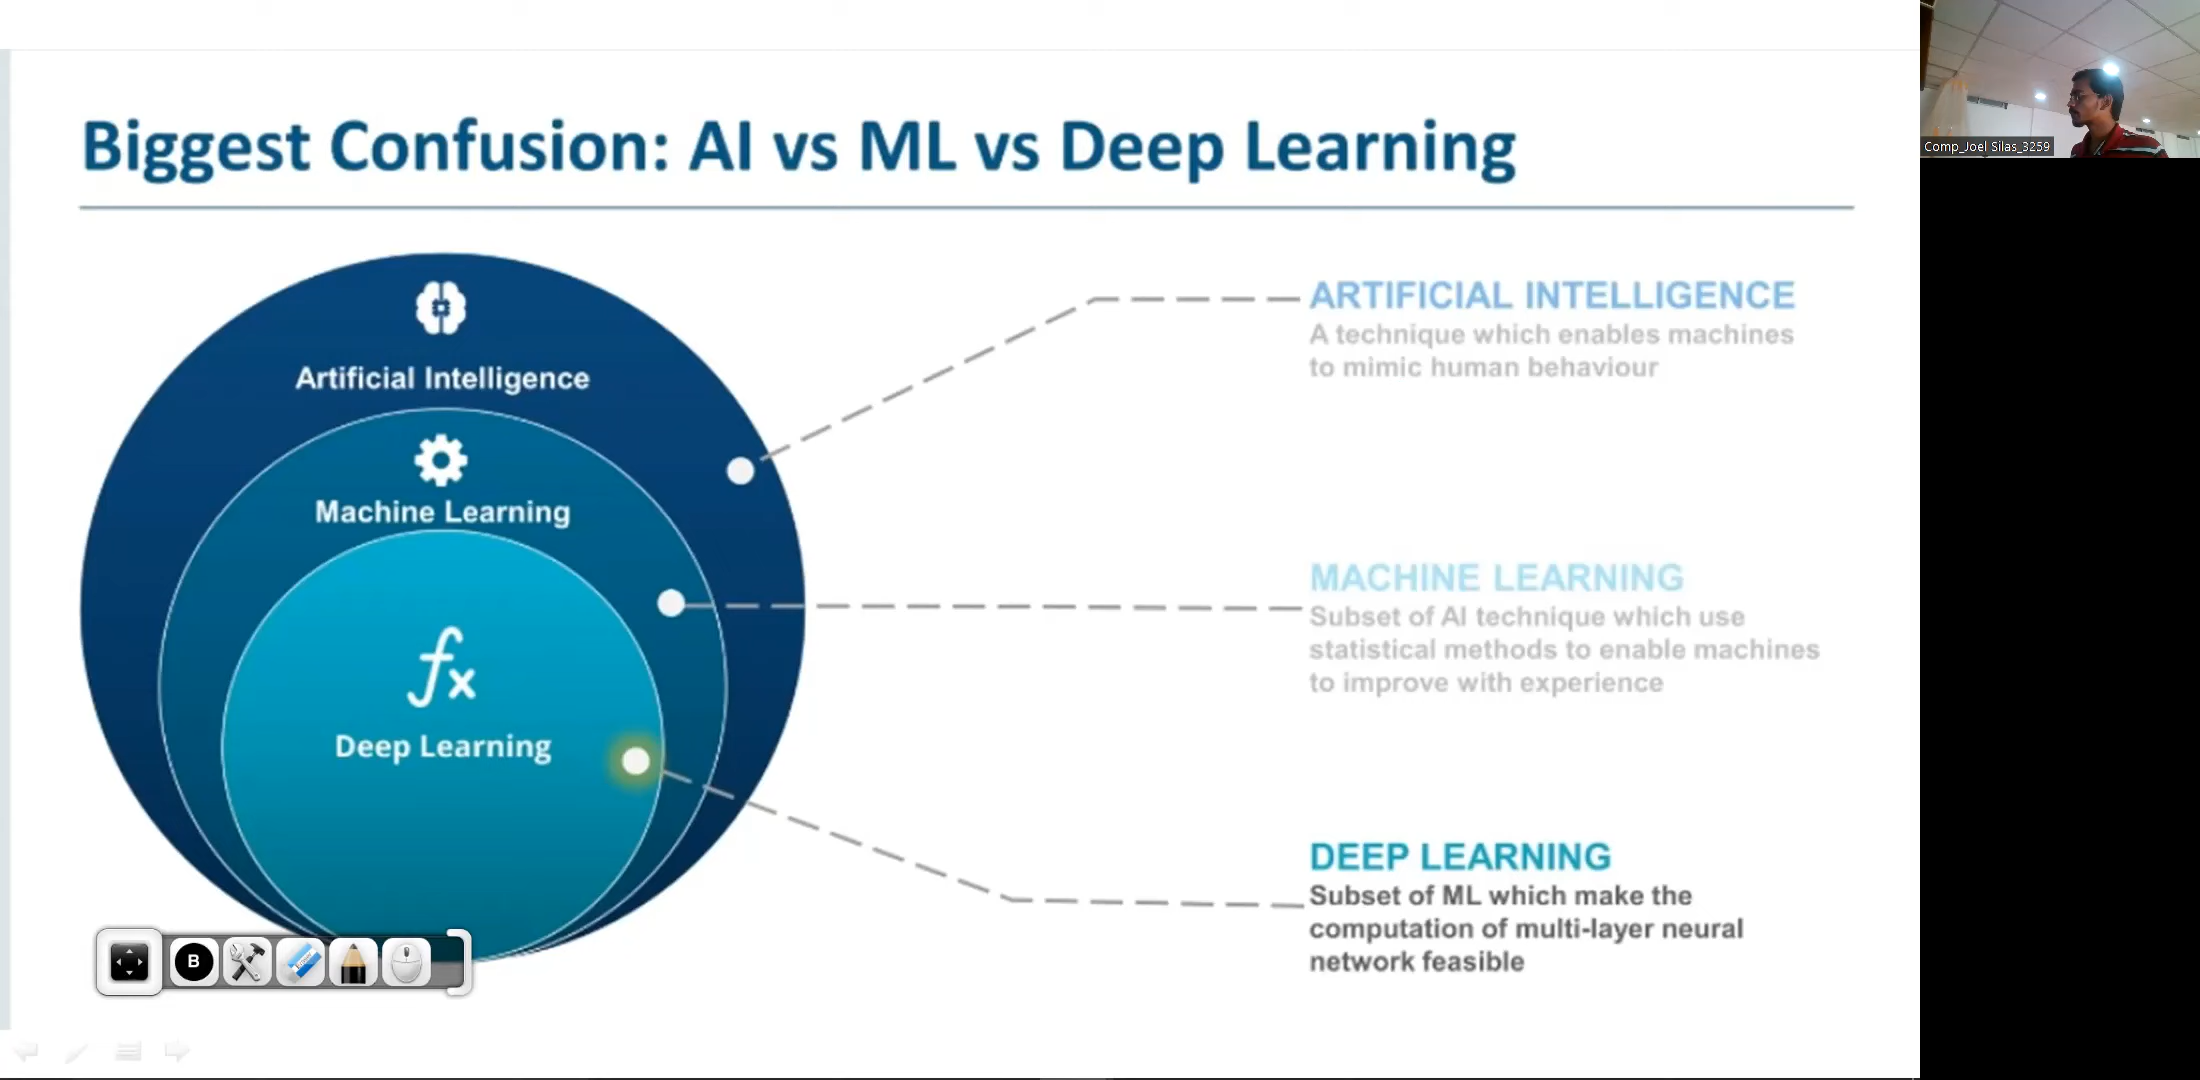 Biggest Confusion: AI vs ML vs Deep Learning
Comp_Joel Silas_3259
Artificial Intelligence
Machine Learning
fx
Deep Learning
ARTIFICIAL INTELLIGENCE
A technique which enables machines
to mimic human behaviour
MACHINE LEARNING
Subset of AI technique which use
statistical methods to enable machines
to improve with experience
DEEP LEARNING
Subset of ML which make the
computation of multi-layer neural
network feasible
B